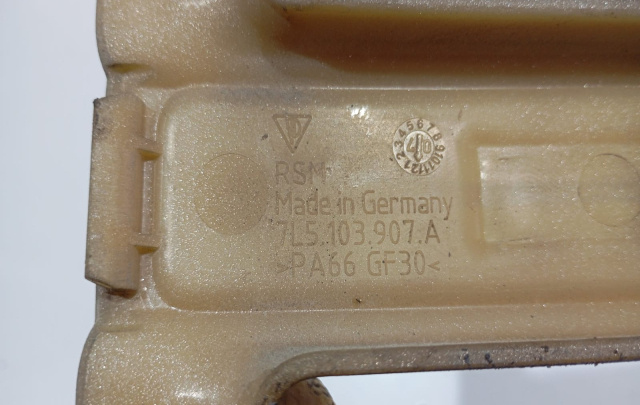 RSM
Made in Germany
7L5.103.907.A
>PA66 GF30<